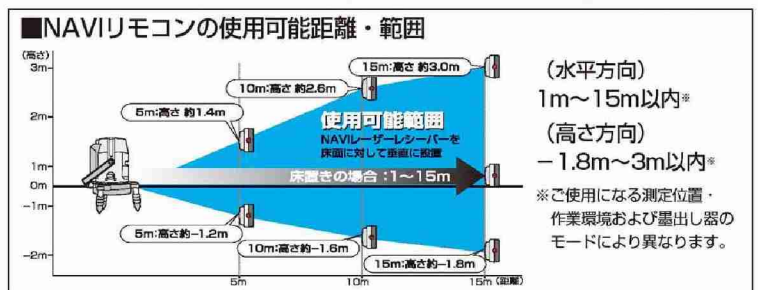 ■NAVIリモコンの使用可能距離・範囲
(高さ)
3m
2m
1m
0m
−1m
−2m
15m:高さ 約3.0m
10m:高さ 約2.6m
5m:高さ 約1.4m
使用可能範囲
NAVIレーザーレシーバーを
床面に対して垂直に設置
床置きの場合:1〜15m
5m:高さ約−1.2m
10m:高さ約−1.6m
15m:高さ約−1.8m
5m
10m
15m(距離)
(水平方向)
1m〜15m以内※
(高さ方向)
−1.8m〜3m以内※
※ご使用になる測定位置・
作業環境および墨出し器の
モードにより異なります。